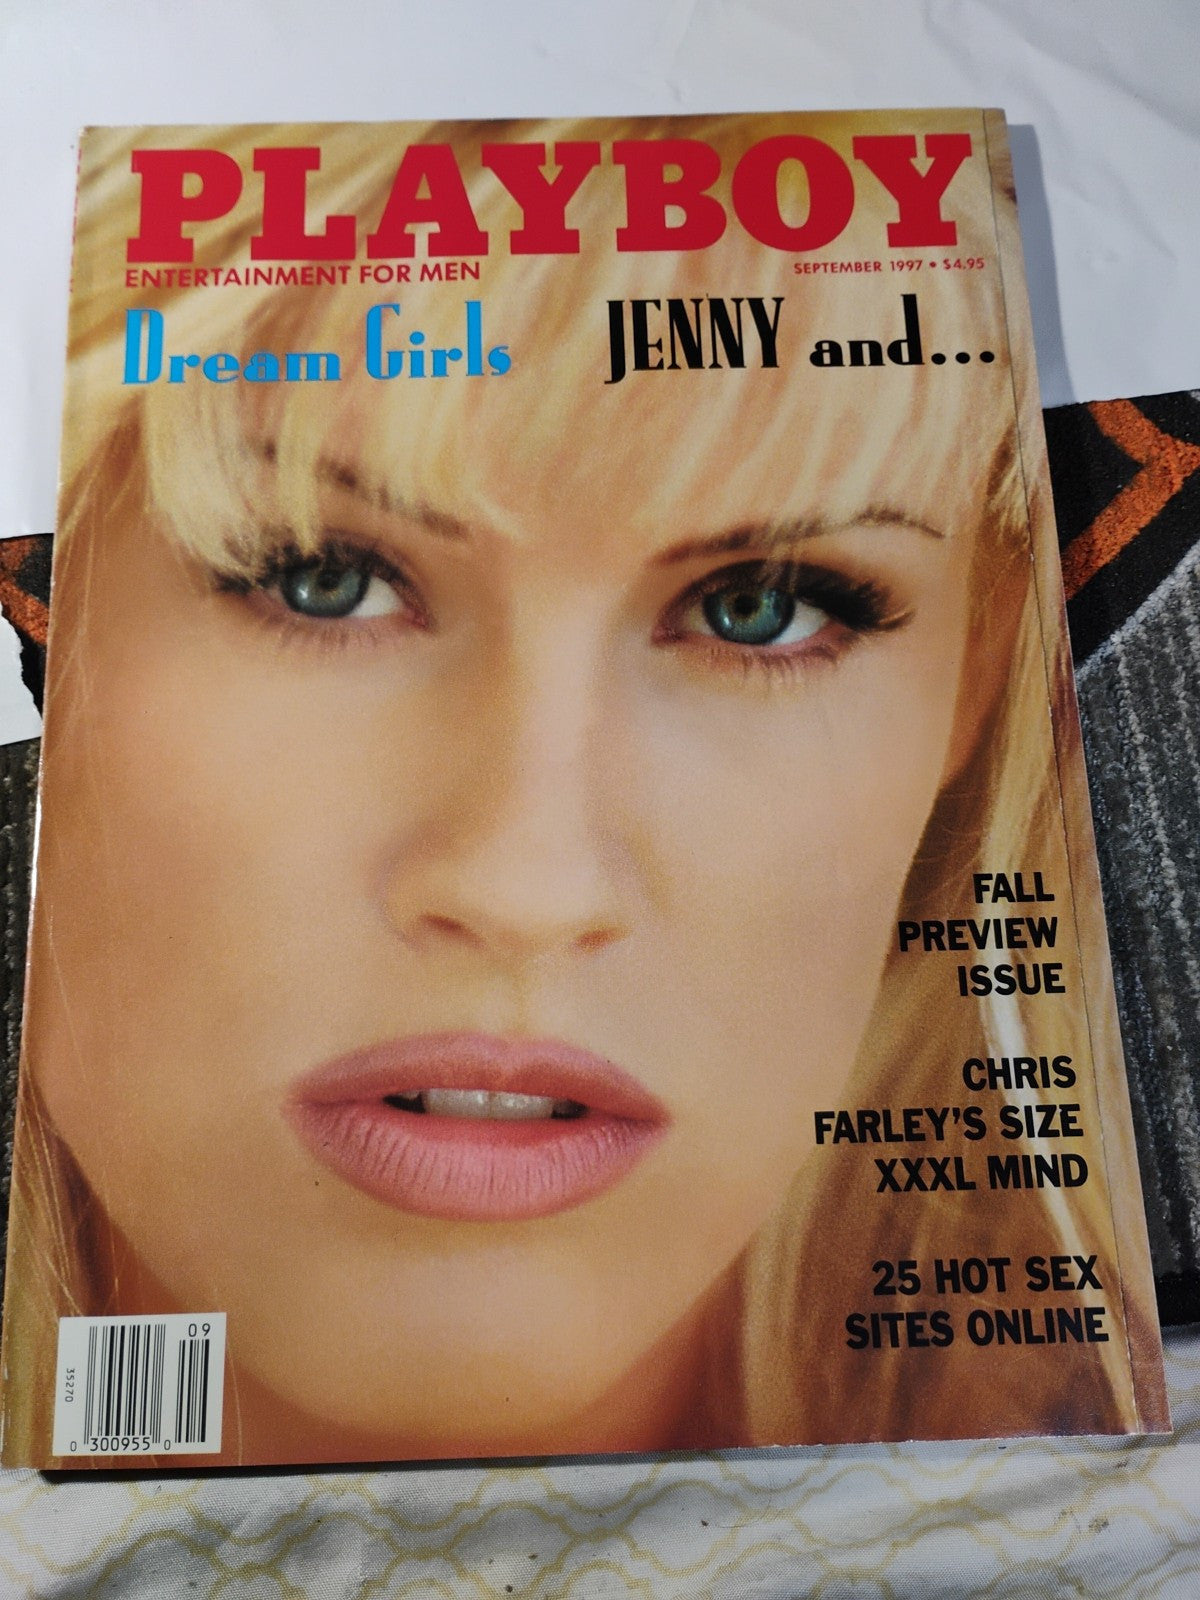 PLAYBOY
ENTERTAINMENT FOR MEN
SEPTEMBER 1997 • $4.95
Dream Girls
JENNY and...
FALL
PREVIEW
ISSUE
CHRIS
FARLEY'S SIZE
XXXL MIND
25 HOT SEX
SITES ONLINE
09
35270
0 300955 0